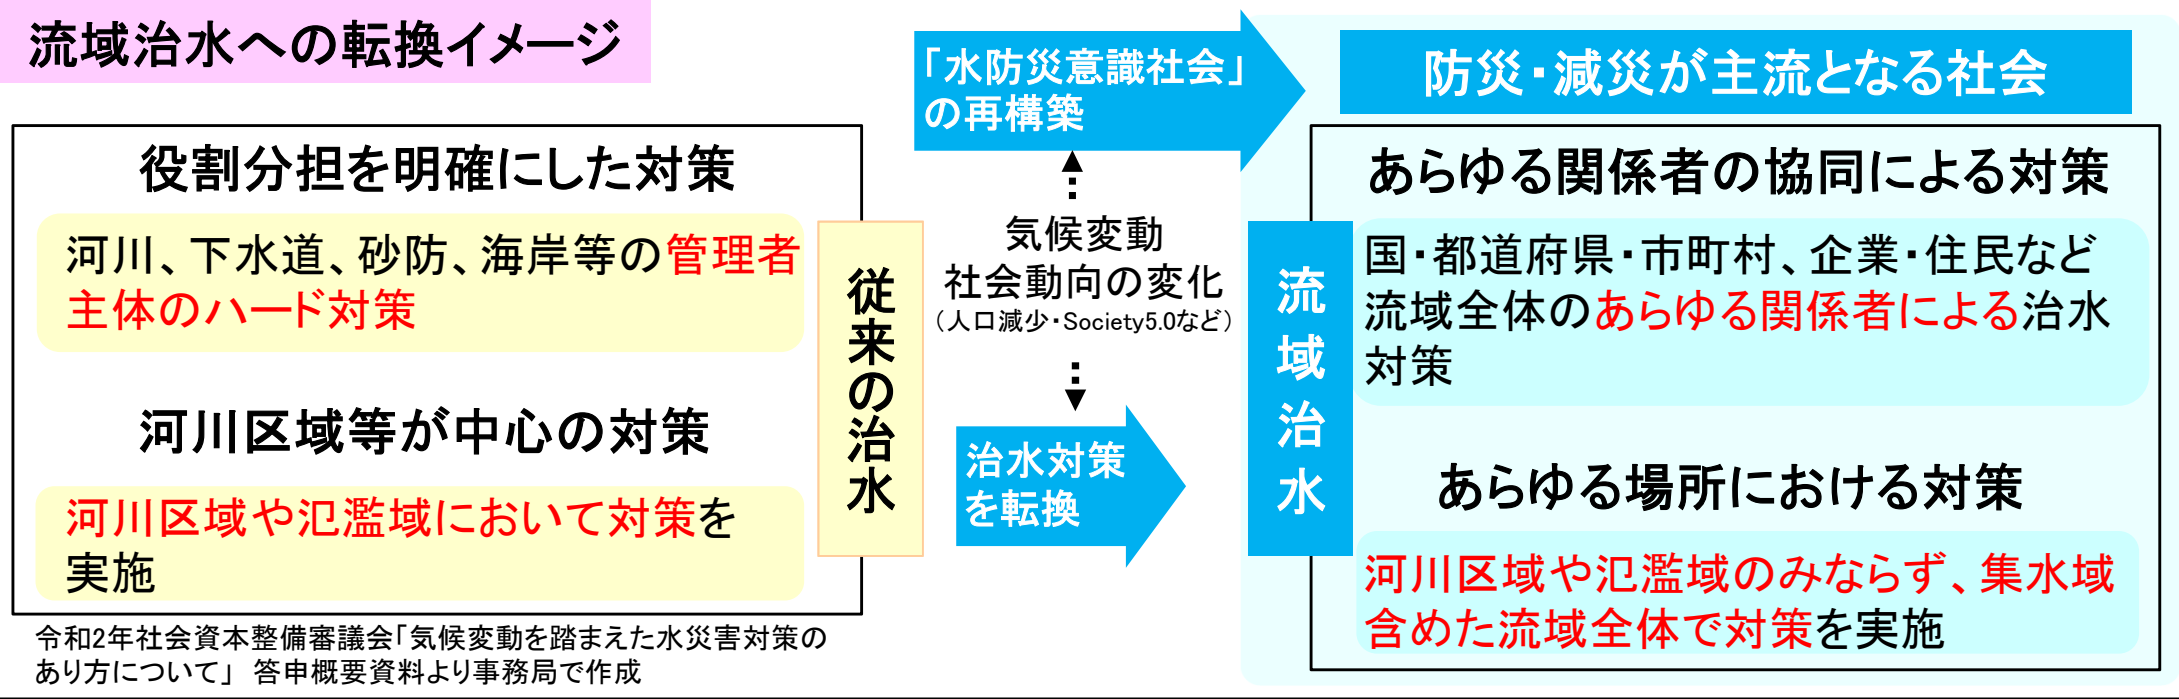 流域治水への転換イメージ
役割分担を明確にした対策
河川、下水道、砂防、海岸等の管理者
主体のハード対策
河川区域等が中心の対策
河川区域や氾濫域において対策を
実施
従来の治水
令和2年社会資本整備審議会「気候変動を踏まえた水災害対策の
あり方について」 答申概要資料より事務局で作成
「水防災意識社会」
の再構築
気候変動
社会動向の変化
（人口減少・Society5.0など）
治水対策
を転換
防災・減災が主流となる社会
流域治水
あらゆる関係者の協同による対策
国・都道府県・市町村、企業・住民など
流域全体のあらゆる関係者による治水
対策
あらゆる場所における対策
河川区域や氾濫域のみならず、集水域
含めた流域全体で対策を実施